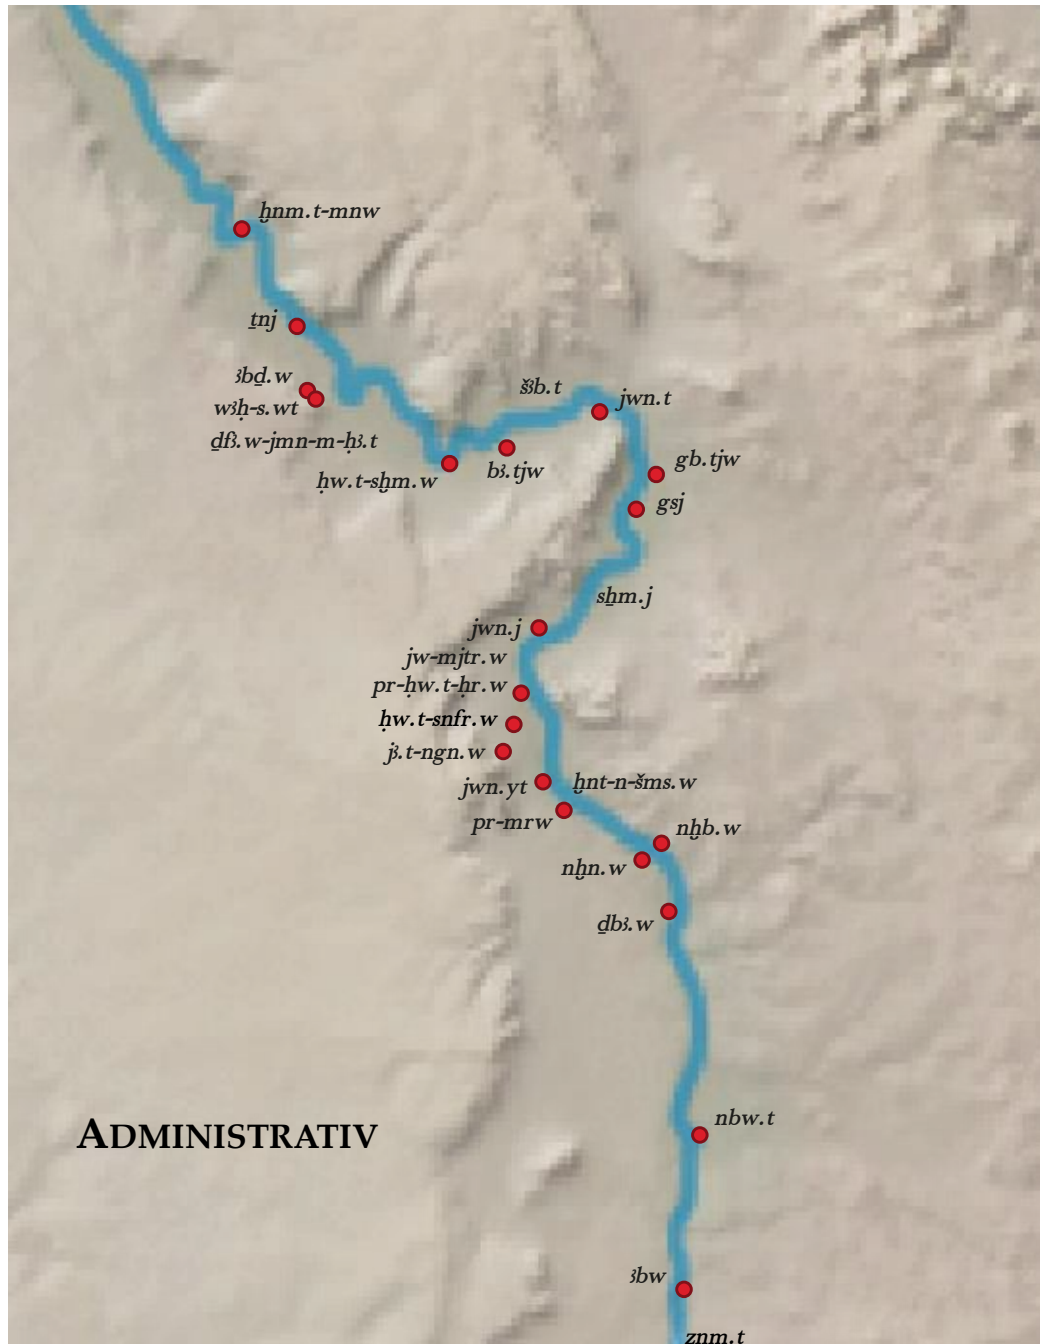 ḫnm.t-mnw
ṯnj
ꜣbḏ.w
wꜣḥ-s.wt
ḏfꜣ.w-jmn-m-ḥꜣ.t
ḥw.t-sḫm.w
bꜣ.tjw
šꜣb.t
jwn.t
gb.tjw
gsj
sẖm.j
jwn.j
jw-mjtr.w
pr-ḥw.t-ḥr.w
ḥw.t-snfr.w
jꜣ.t-ngn.w
jwn.yt
ḫnt-n-šms.w
pr-mrw
nḫb.w
nḫn.w
ḏbꜣ.w
ADMINISTRATIV
nbw.t
ꜣbw
znm.t